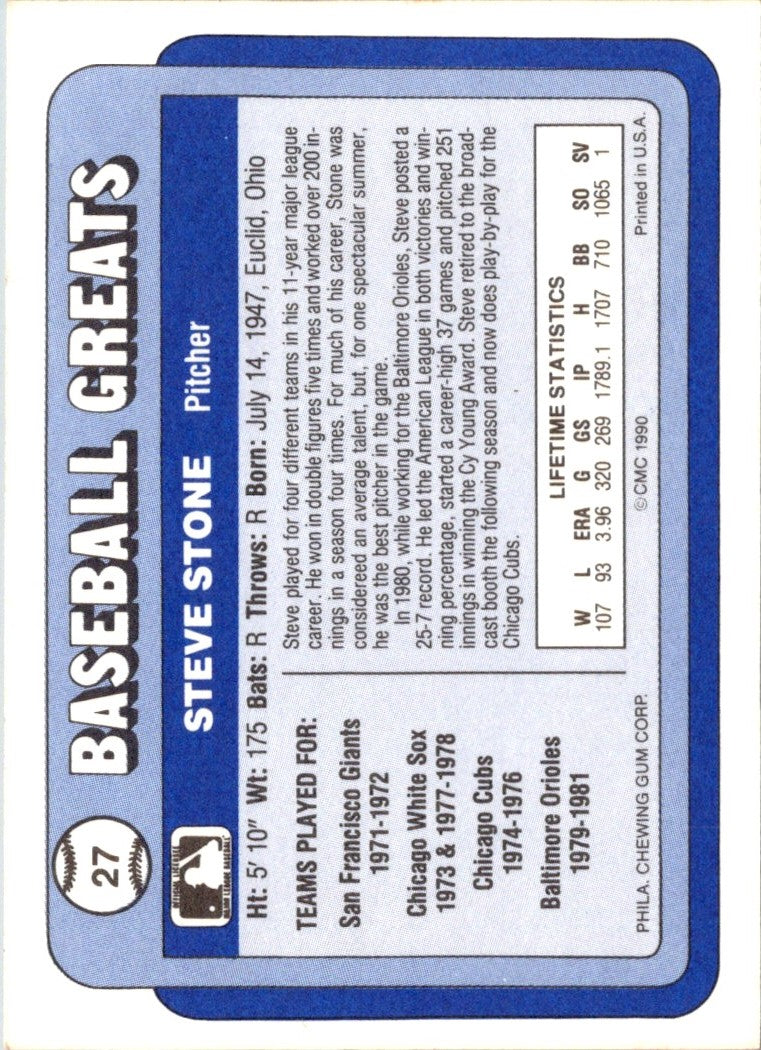 27
BASEBALL GREATS
STEVE STONE Pitcher
OFFICIAL LICENSEE
MAJOR LEAGUE BASEBALL
Ht: 5' 10" Wt: 175 Bats: R Throws: R Born: July 14, 1947, Euclid, Ohio
TEAMS PLAYED FOR:
San Francisco Giants
1971-1972
Chicago White Sox
1973 & 1977-1978
Chicago Cubs
1974-1976
Baltimore Orioles
1979-1981
Steve played for four different teams in his 11-year major league
career. He won in double figures five times and worked over 200 in-
nings in a season four times. For much of his career, Stone was
considered an average talent, but, for one spectacular summer,
he was the best pitcher in the game.
In 1980, while working for the Baltimore Orioles, Steve posted a
25-7 record. He led the American League in both victories and win-
ning percentage, started a career-high 37 games and pitched 251
innings in winning the Cy Young Award. Steve retired to the broad-
cast booth the following season and now does play-by-play for the
Chicago Cubs.
LIFETIME STATISTICS
W L ERA G GS IP H BB SO SV
107 93 3.96 320 269 1789.1 1707 710 1065 1
PHILA. CHEWING GUM CORP. ©CMC 1990 Printed in U.S.A.